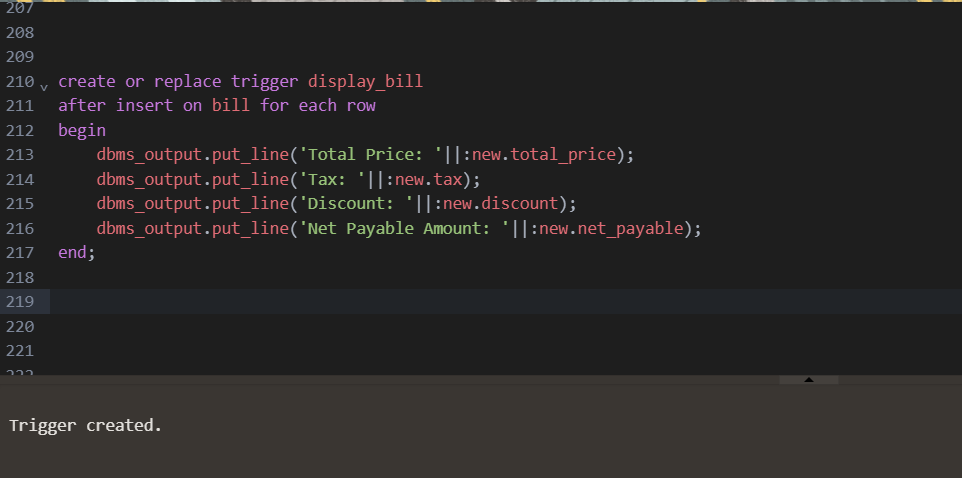 207
208
209
210 create or replace trigger display_bill
211 after insert on bill for each row
212 begin
213     dbms_output.put_line('Total Price: '||:new.total_price);
214     dbms_output.put_line('Tax: '||:new.tax);
215     dbms_output.put_line('Discount: '||:new.discount);
216     dbms_output.put_line('Net Payable Amount: '||:new.net_payable);
217 end;
218
219
220
221
222
Trigger created.